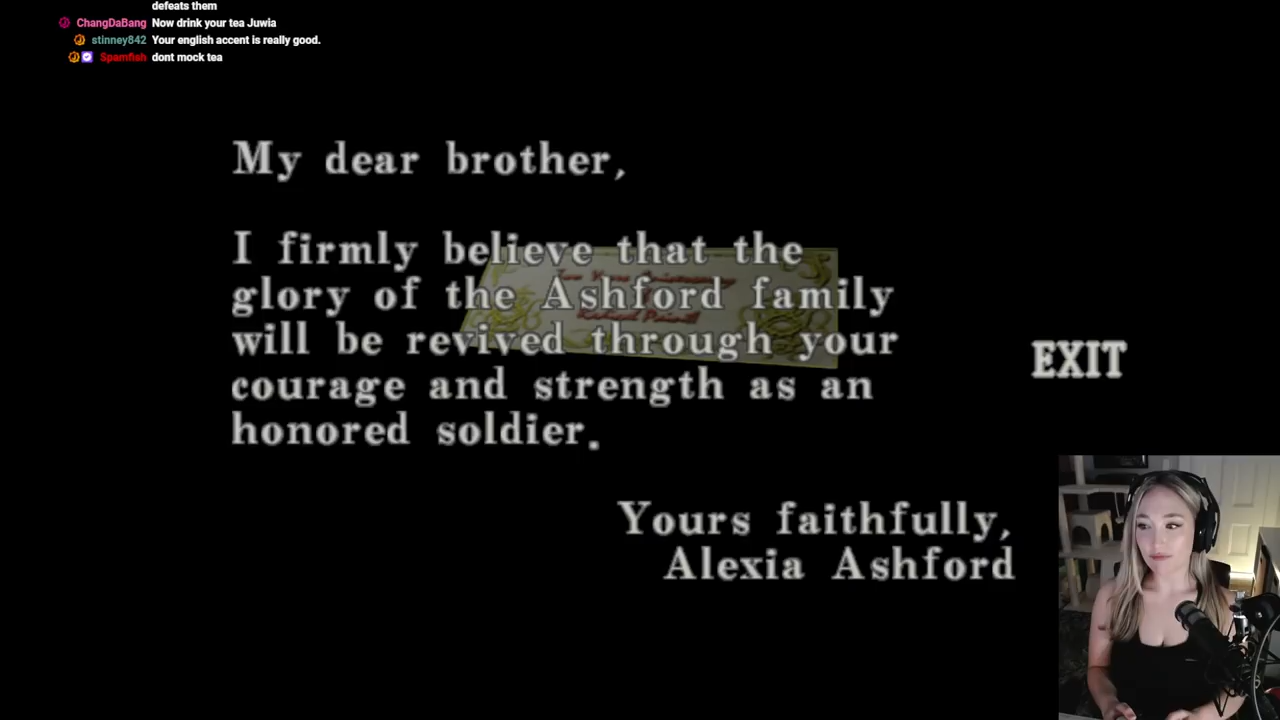 defeats them
ChangDaBang Now drink your tea Juwia
stinney842 Your english accent is really good.
Spamfish dont mock tea
My dear brother,
I firmly believe that the
glory of the Ashford family
will be revived through your
courage and strength as an
honored soldier.
EXIT
Yours faithfully,
Alexia Ashford